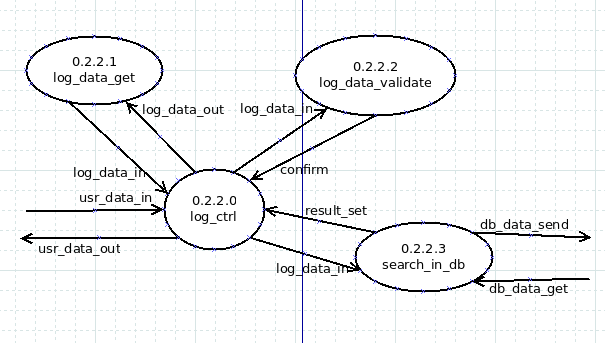 0.2.2.1
log_data_get
0.2.2.2
log_data_validate
log_data_out
log_data_in
log_data_in
confirm
usr_data_in
0.2.2.0
log_ctrl
result_set
usr_data_out
log_data_in
0.2.2.3
search_in_db
db_data_send
db_data_get